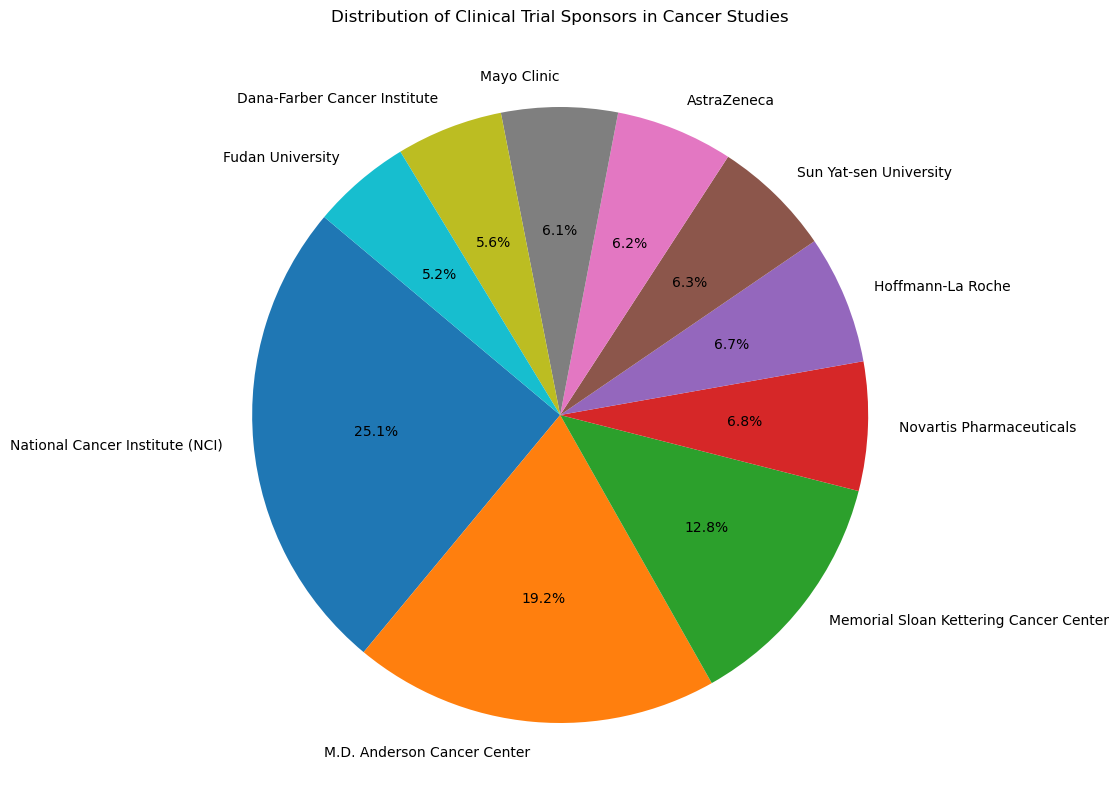 Distribution of Clinical Trial Sponsors in Cancer Studies
Mayo Clinic
Dana-Farber Cancer Institute
AstraZeneca
Fudan University
Sun Yat-sen University
6.1%
5.6%
6.2%
5.2%
6.3%
Hoffmann-La Roche
6.7%
National Cancer Institute (NCI)
25.1%
6.8%
Novartis Pharmaceuticals
12.8%
19.2%
Memorial Sloan Kettering Cancer Center
M.D. Anderson Cancer Center